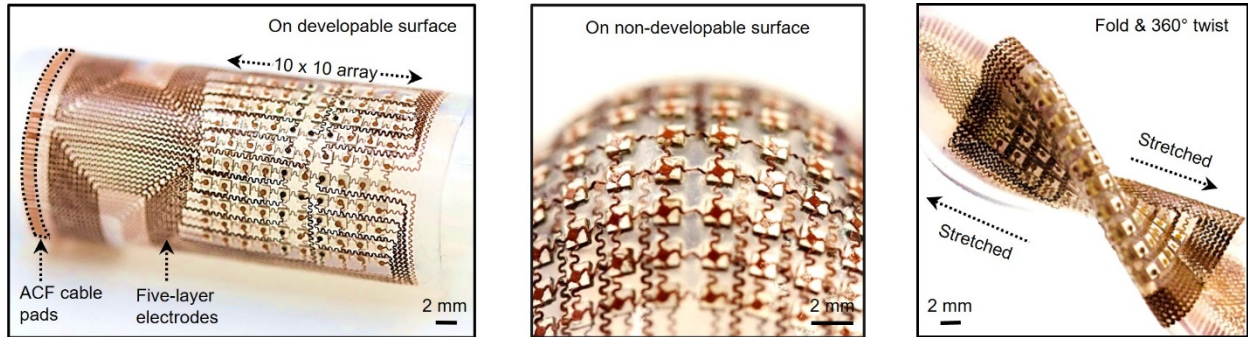 On developable surface
10 x 10 array
ACF cable
pads
Five-layer
electrodes
2 mm
On non-developable surface
2 mm
Fold & 360° twist
Stretched
Stretched
2 mm